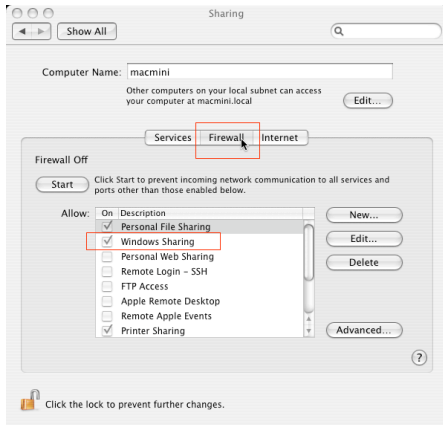 Sharing
Show All
Computer Name: macmini
Other computers on your local subnet can access
your computer at macmini.local
Edit...
Services Firewall Internet
Firewall Off
Start
Click Start to prevent incoming network communication to all services and
ports other than those enabled below.
Allow:
On Description
Personal File Sharing
Windows Sharing
Personal Web Sharing
Remote Login - SSH
FTP Access
Apple Remote Desktop
Remote Apple Events
Printer Sharing
New...
Edit...
Delete
Advanced...
?
Click the lock to prevent further changes.